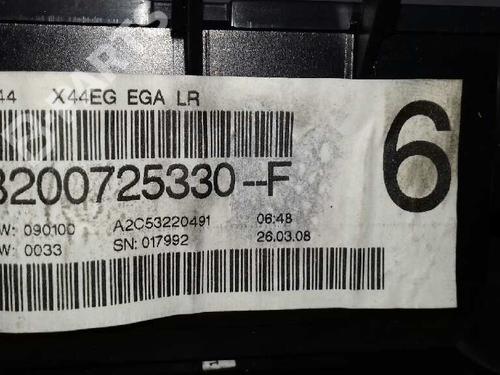 44 X44EG EGA LR
8200725330--F
6
W: 090100 A2C53220491 06:48
W: 0033 SN: 017992 26.03.08